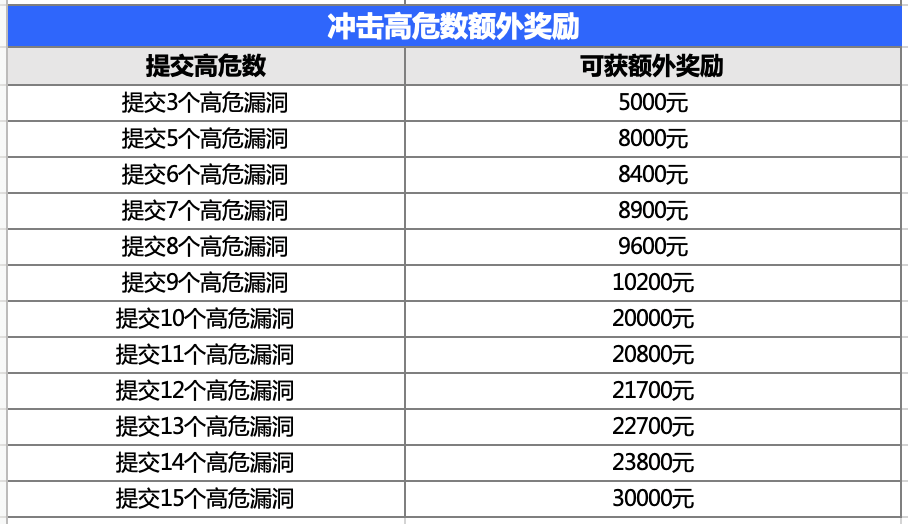 冲击高危数额外奖励
提交高危数 可获额外奖励
提交3个高危漏洞 5000元
提交5个高危漏洞 8000元
提交6个高危漏洞 8400元
提交7个高危漏洞 8900元
提交8个高危漏洞 9600元
提交9个高危漏洞 10200元
提交10个高危漏洞 20000元
提交11个高危漏洞 20800元
提交12个高危漏洞 21700元
提交13个高危漏洞 22700元
提交14个高危漏洞 23800元
提交15个高危漏洞 30000元